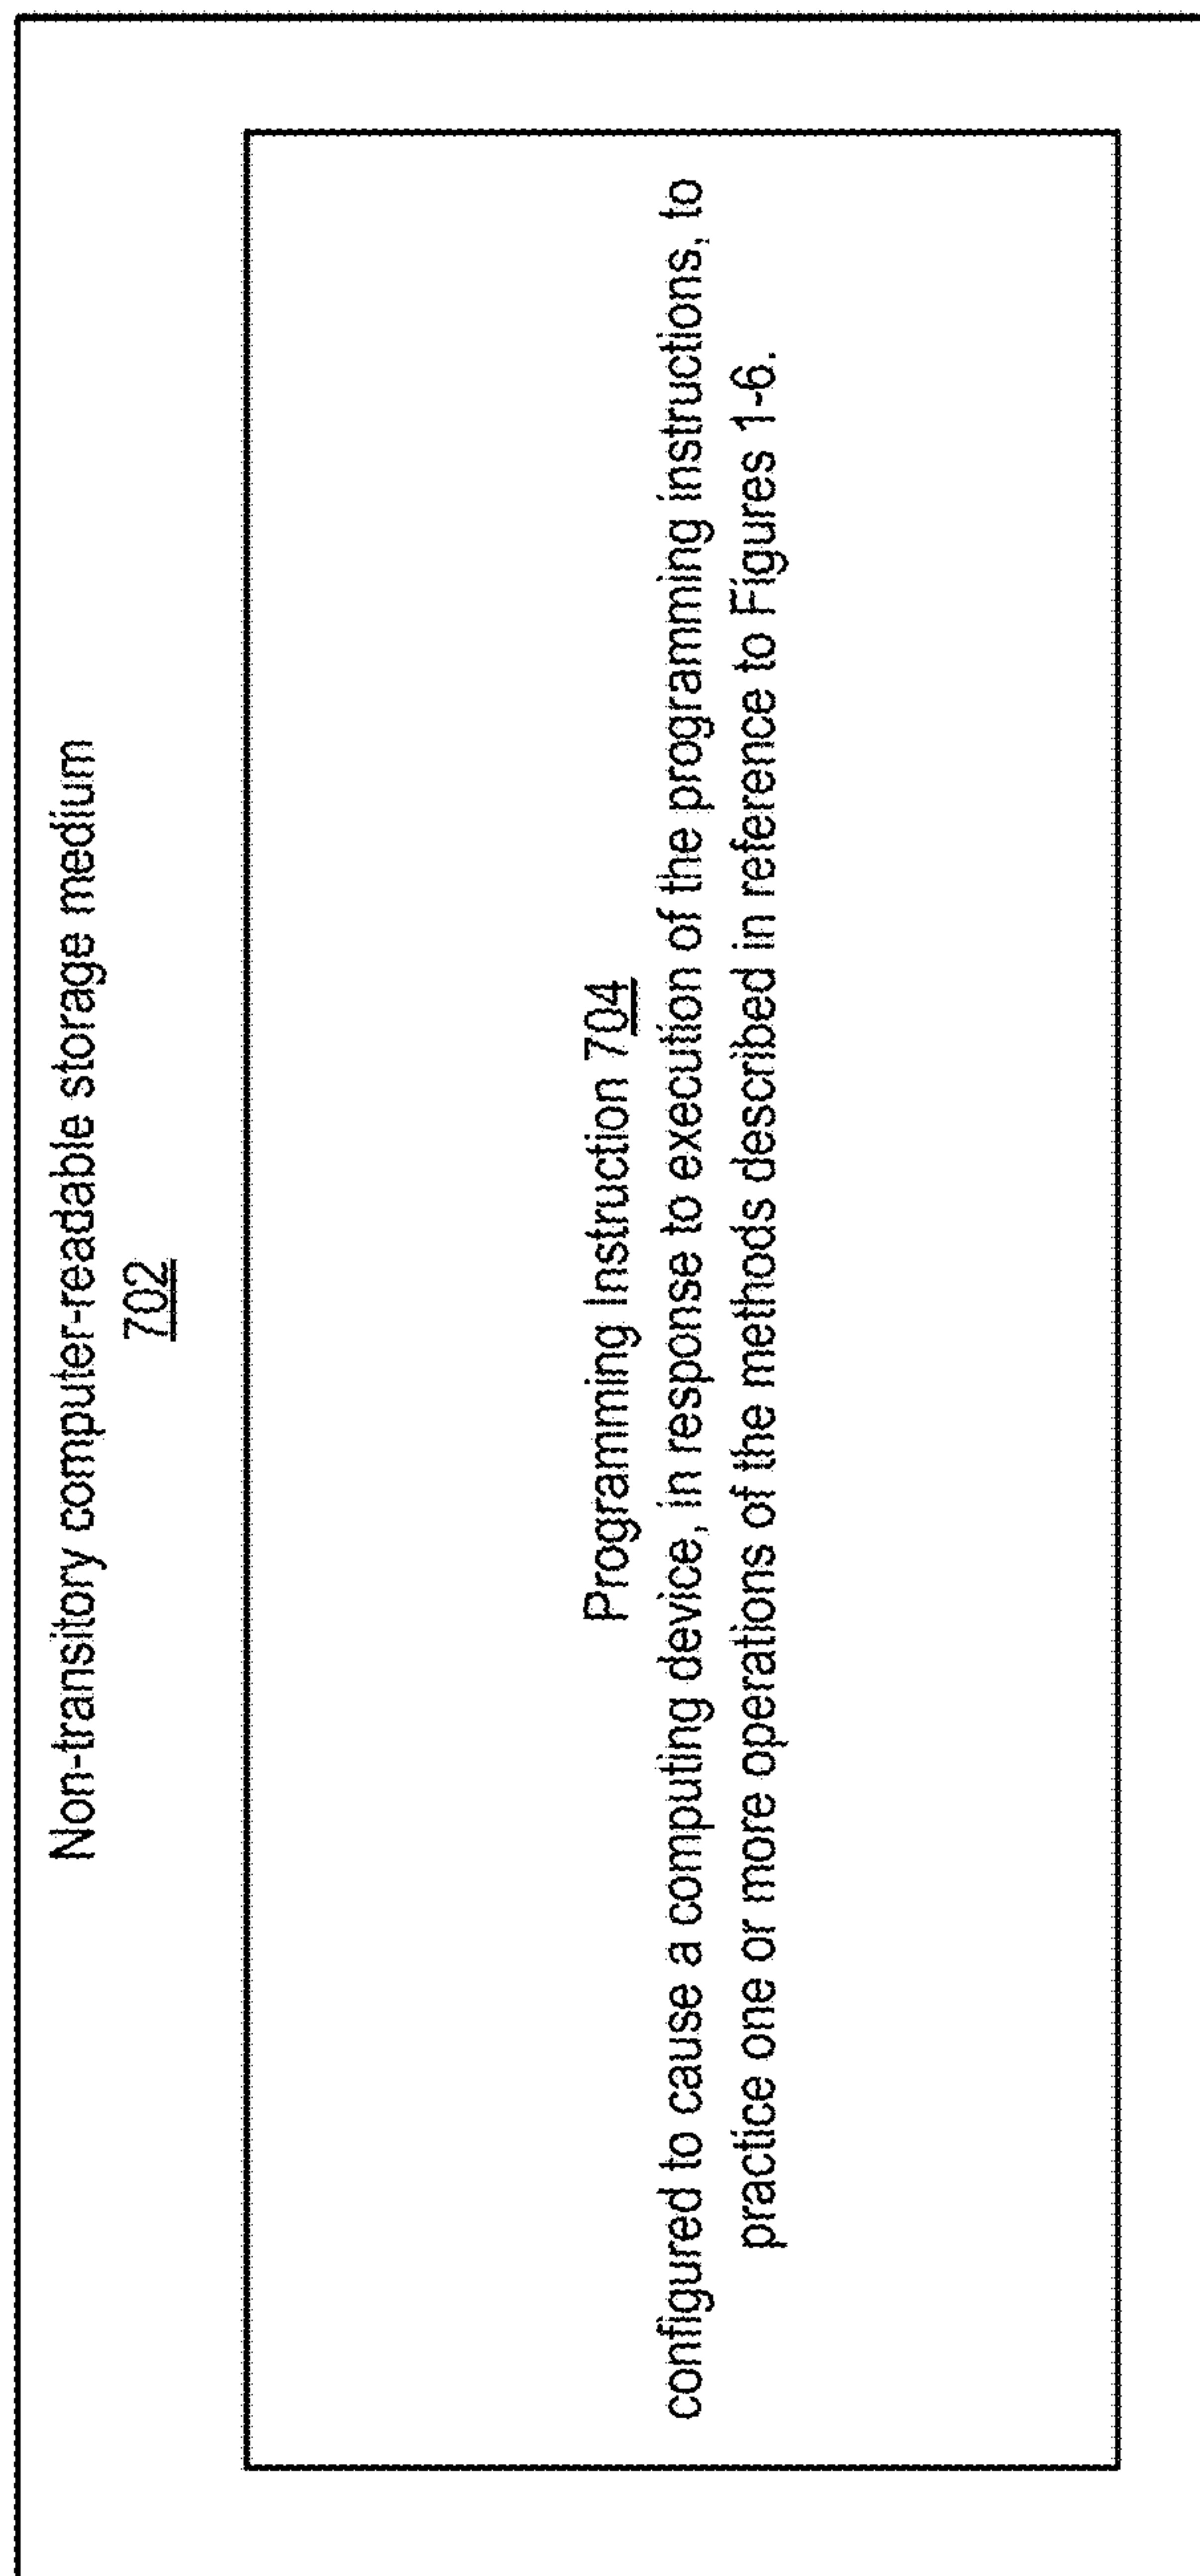 Non-transitory computer-readable storage medium
702
Programming Instruction 704
configured to cause a computing device, in response to execution of the programming instructions, to
practice one or more operations of the methods described in reference to Figures 1-6.